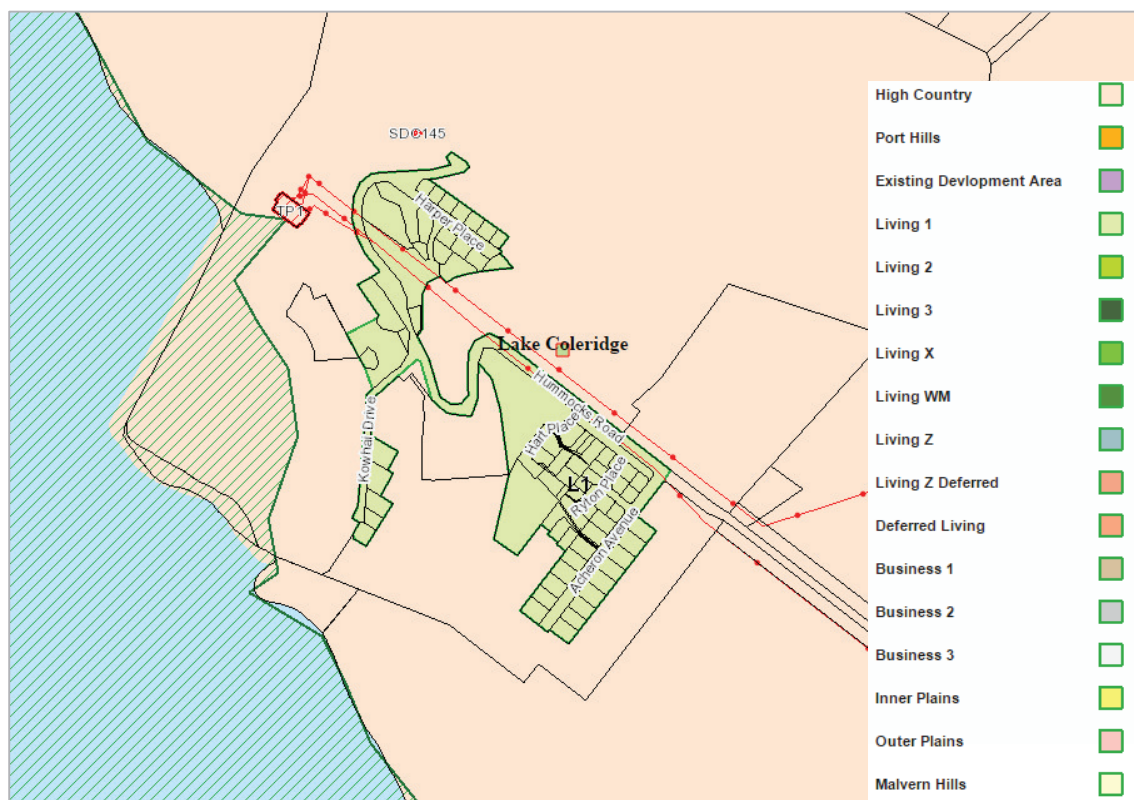 SDC145
TP1
Harper Place
Lake Coleridge
Hummocks Road
Hart Place
Kowhai Drive
L1
Ryton Place
Acheron Avenue
High Country
Port Hills
Existing Devlopment Area
Living 1
Living 2
Living 3
Living X
Living WM
Living Z
Living Z Deferred
Deferred Living
Business 1
Business 2
Business 3
Inner Plains
Outer Plains
Malvern Hills